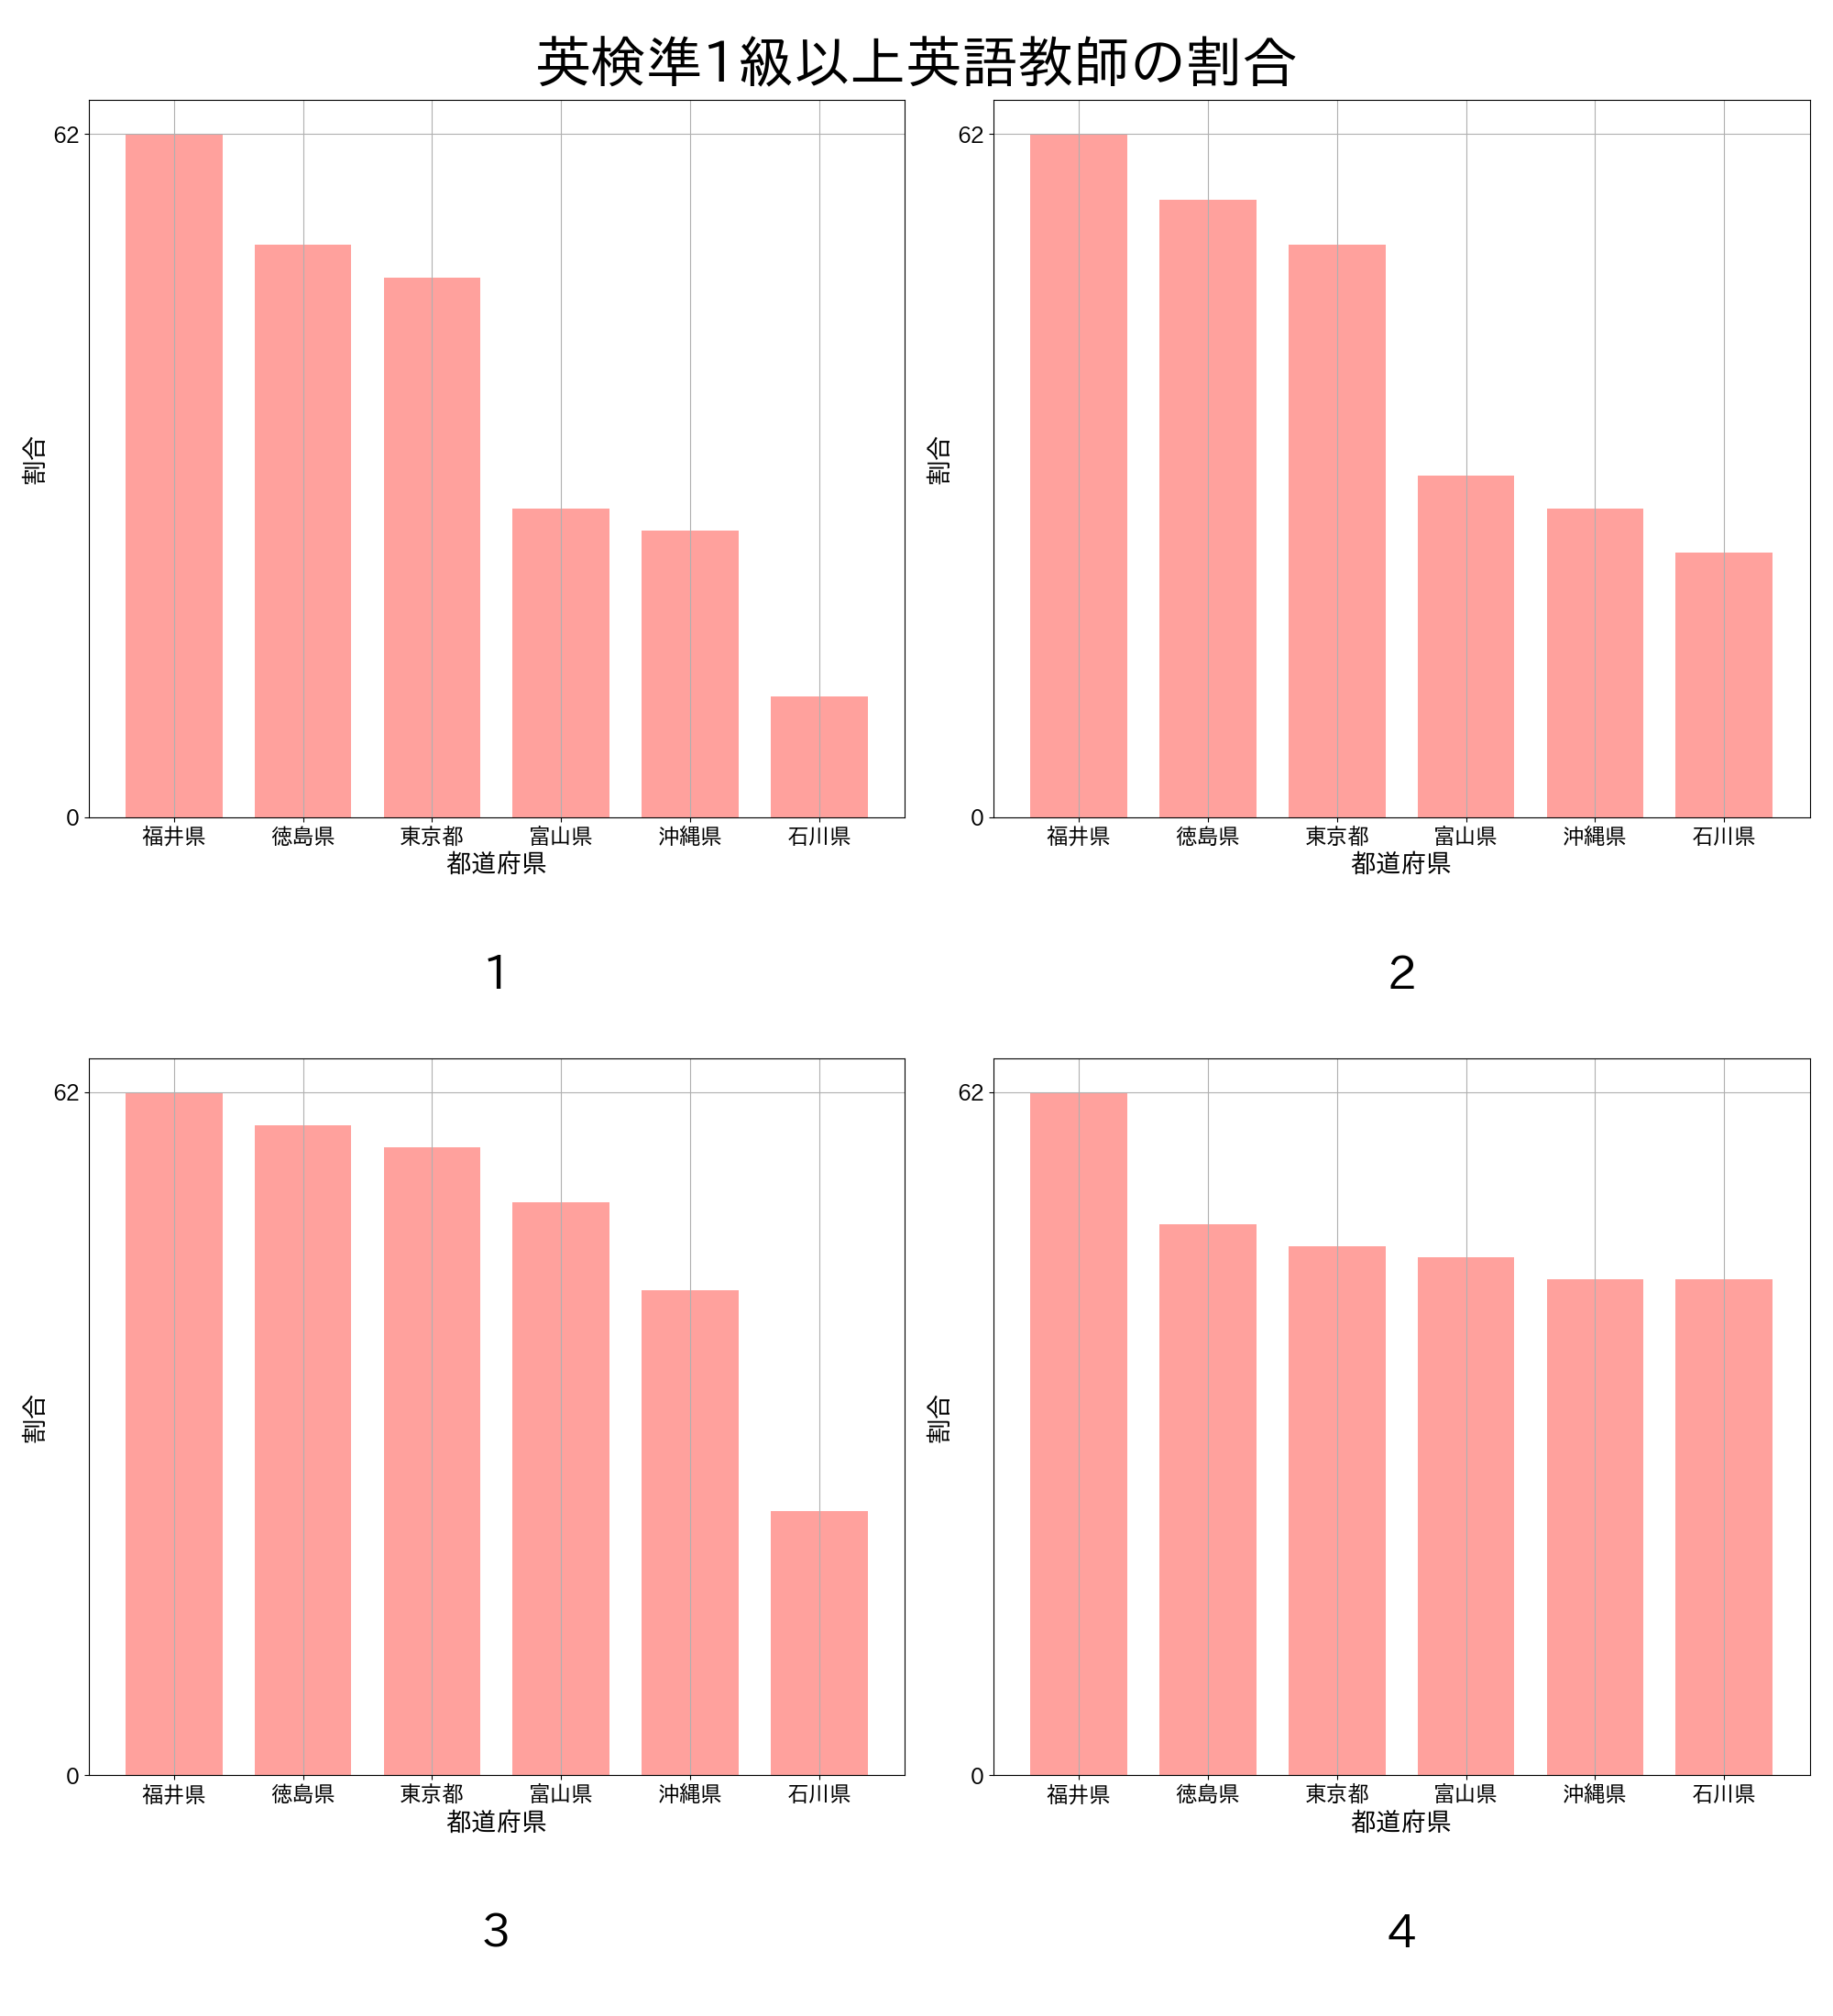 英検準1級以上英語教師の割合
62
0
割合
福井県 徳島県 東京都 富山県 沖縄県 石川県
都道府県
1
62
0
割合
福井県 徳島県 東京都 富山県 沖縄県 石川県
都道府県
2
62
0
割合
福井県 徳島県 東京都 富山県 沖縄県 石川県
都道府県
3
62
0
割合
福井県 徳島県 東京都 富山県 沖縄県 石川県
都道府県
4